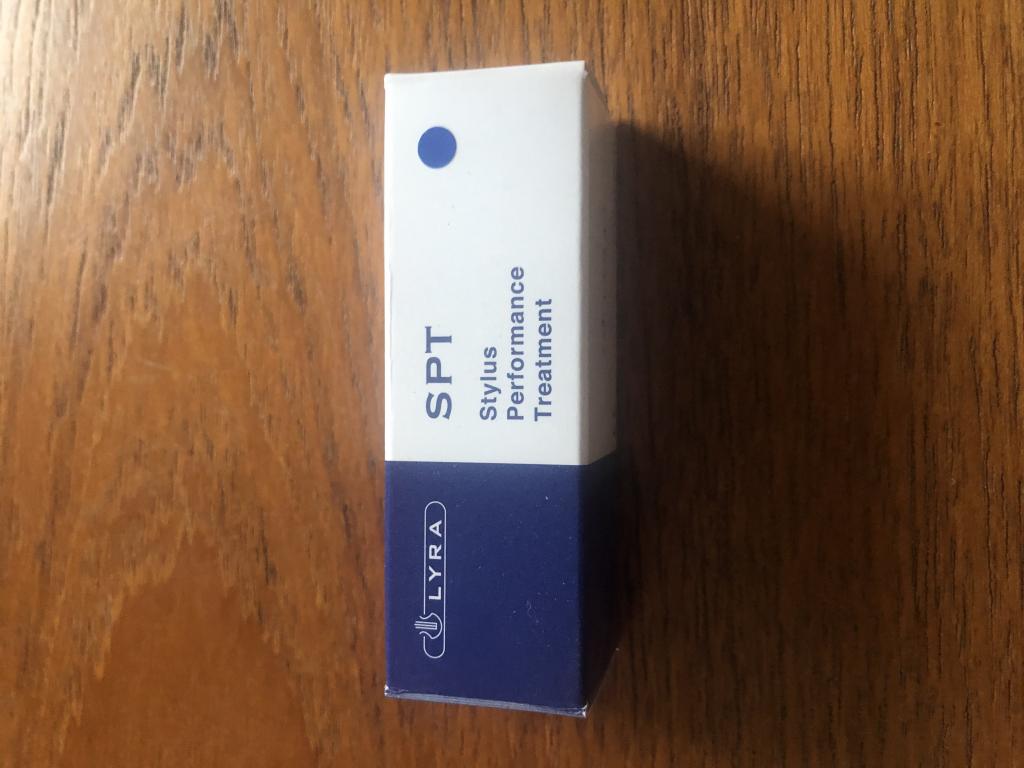 LYRA
SPT
Stylus
Performance
Treatment